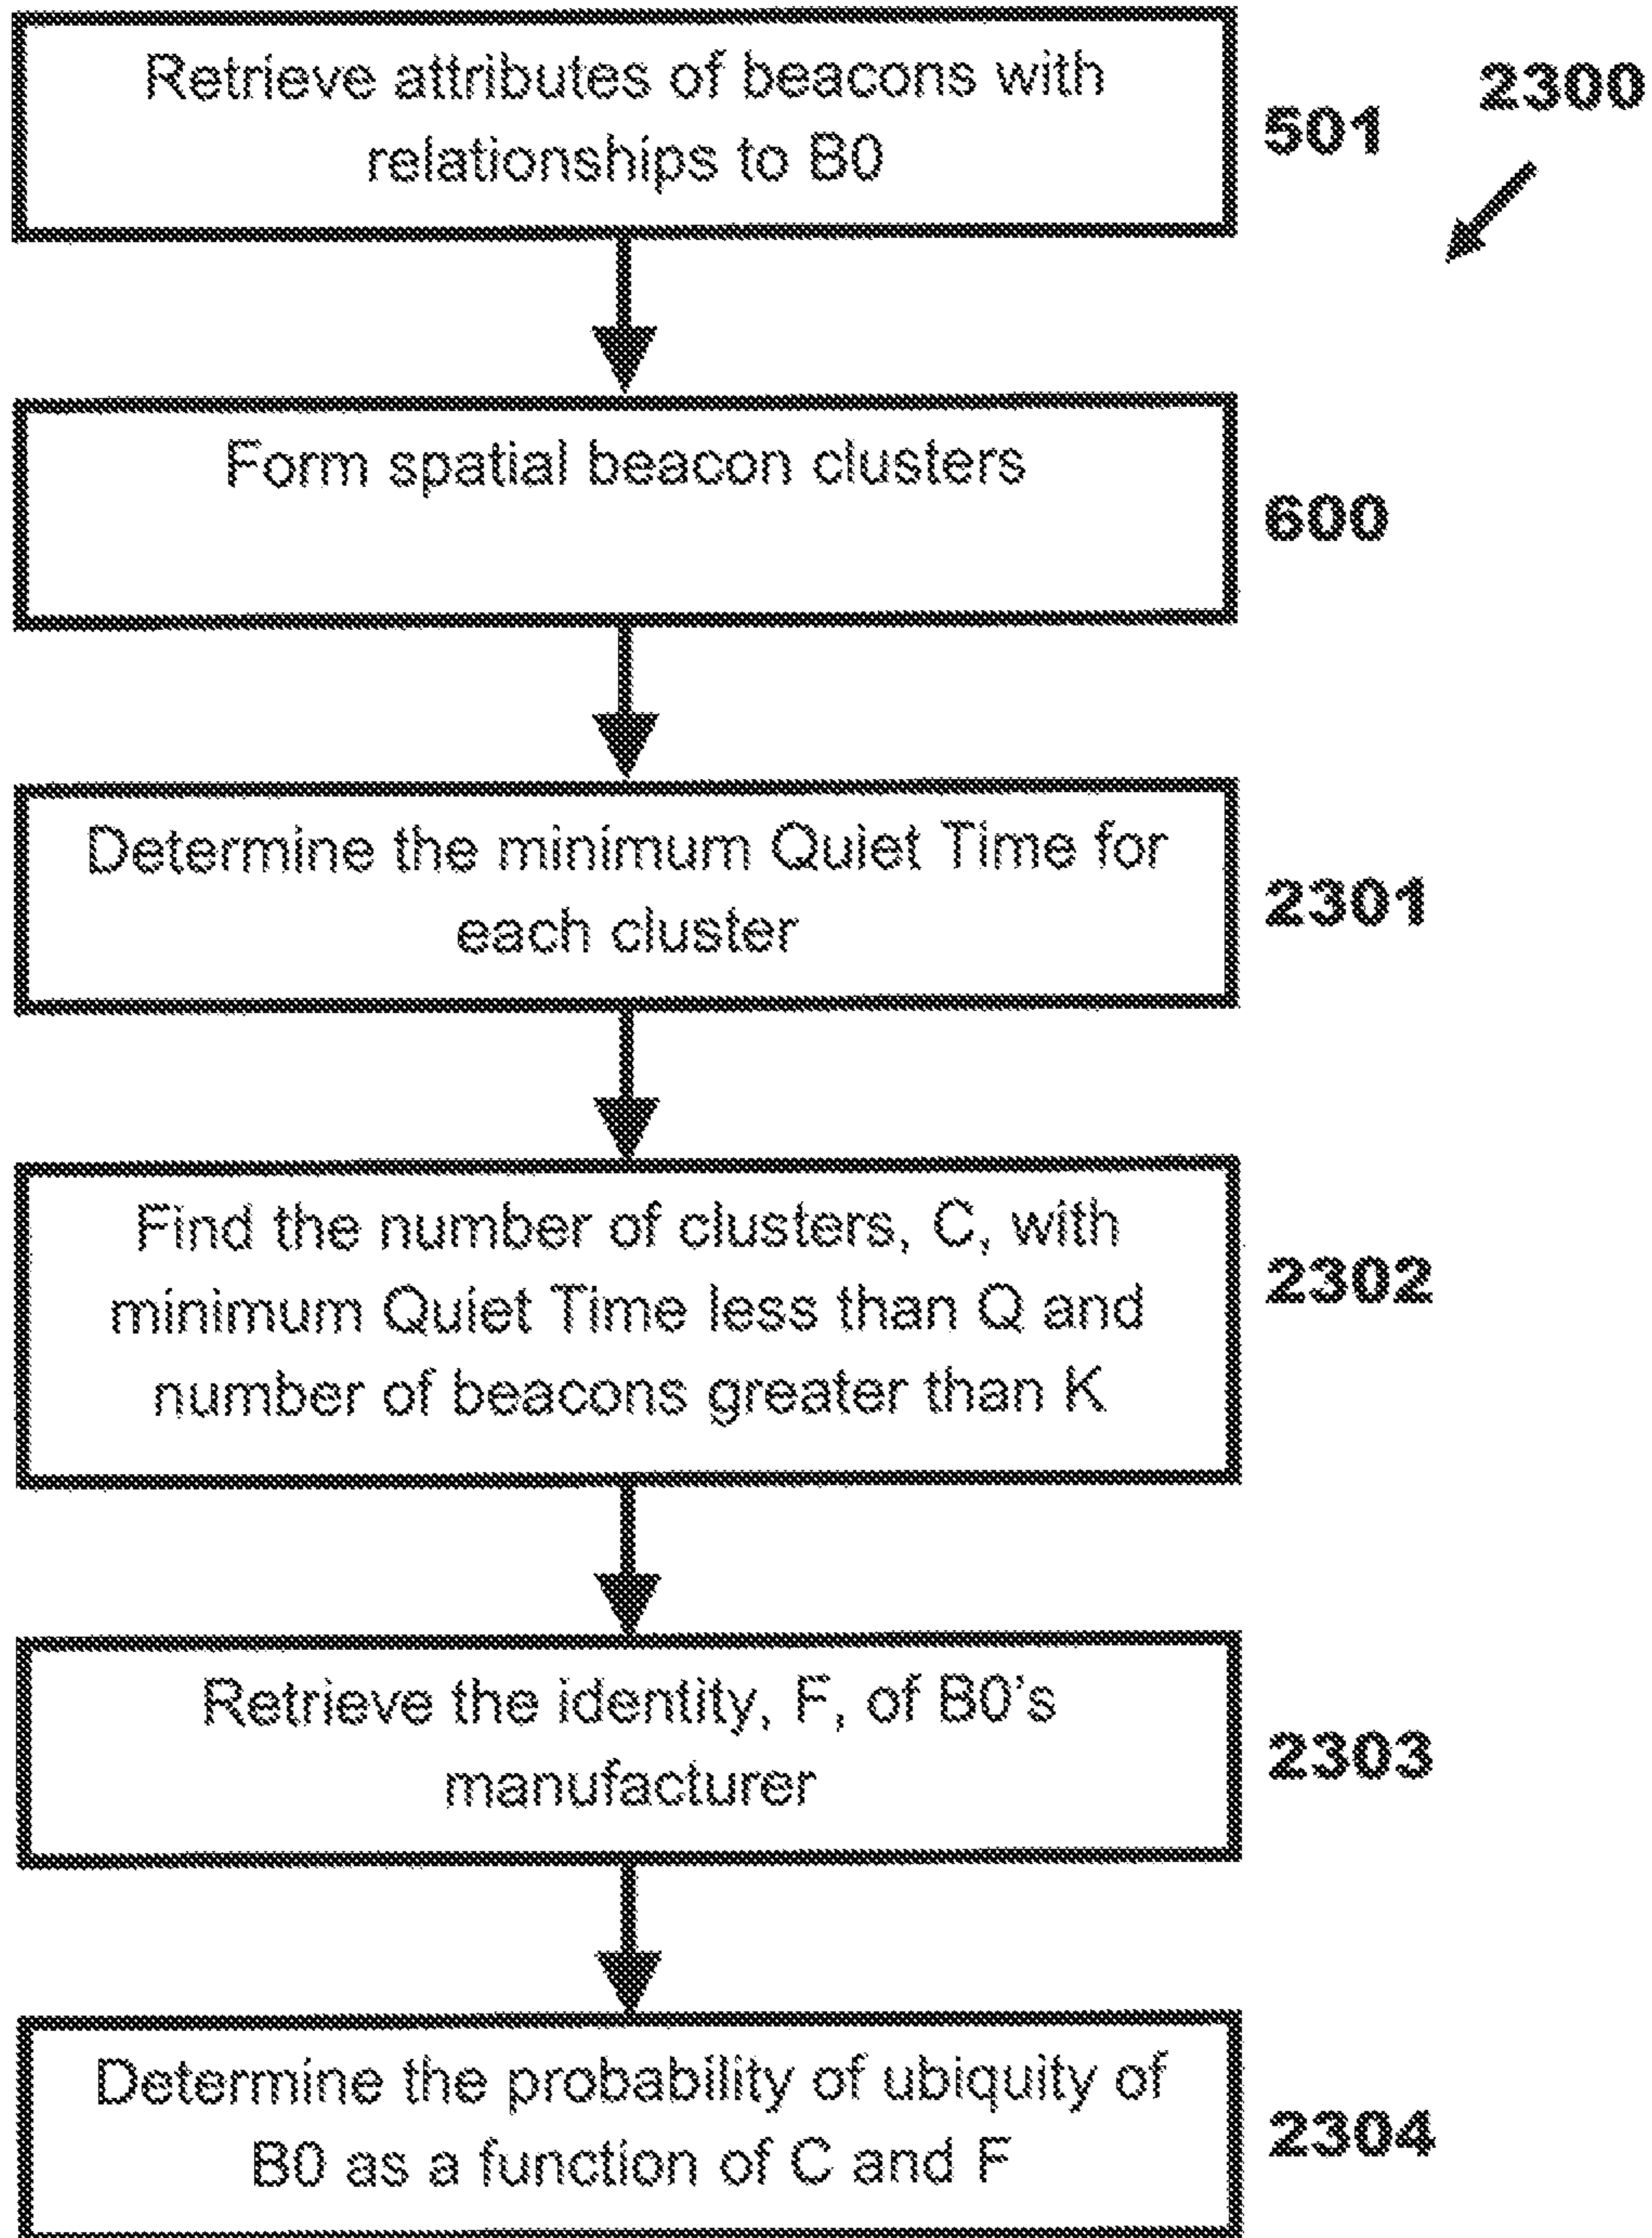 Retrieve attributes of beacons with
relationships to B0
501
2300
Form spatial beacon clusters
600
Determine the minimum Quiet Time for
each cluster
2301
Find the number of clusters, C, with
minimum Quiet Time less than Q and
number of beacons greater than K
2302
Retrieve the identity, F, of B0's
manufacturer
2303
Determine the probability of ubiquity of
B0 as a function of C and F
2304